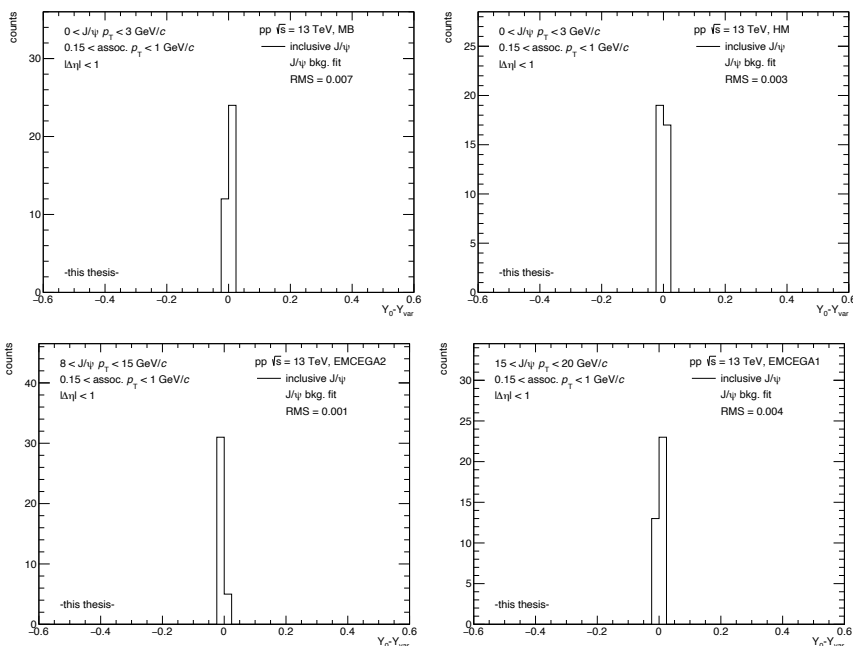 counts
0 < J/ψ p_T < 3 GeV/c
0.15 < assoc. p_T < 1 GeV/c
|Δη| < 1
pp √s = 13 TeV, MB
inclusive J/ψ
J/ψ bkg. fit
RMS = 0.007
30
20
10
0
-this thesis-
−0.6 −0.4 −0.2 0 0.2 0.4 0.6
Y_0-Y_var
counts
0 < J/ψ p_T < 3 GeV/c
0.15 < assoc. p_T < 1 GeV/c
|Δη| < 1
pp √s = 13 TeV, HM
inclusive J/ψ
J/ψ bkg. fit
RMS = 0.003
25
20
15
10
5
0
-this thesis-
−0.6 −0.4 −0.2 0 0.2 0.4 0.6
Y_0-Y_var
counts
8 < J/ψ p_T < 15 GeV/c
0.15 < assoc. p_T < 1 GeV/c
|Δη| < 1
pp √s = 13 TeV, EMCEGA2
inclusive J/ψ
J/ψ bkg. fit
RMS = 0.001
40
30
20
10
0
-this thesis-
−0.6 −0.4 −0.2 0 0.2 0.4 0.6
Y_0-Y_var
counts
15 < J/ψ p_T < 20 GeV/c
0.15 < assoc. p_T < 1 GeV/c
|Δη| < 1
pp √s = 13 TeV, EMCEGA1
inclusive J/ψ
J/ψ bkg. fit
RMS = 0.004
30
25
20
15
10
5
0
-this thesis-
−0.6 −0.4 −0.2 0 0.2 0.4 0.6
Y_0-Y_var